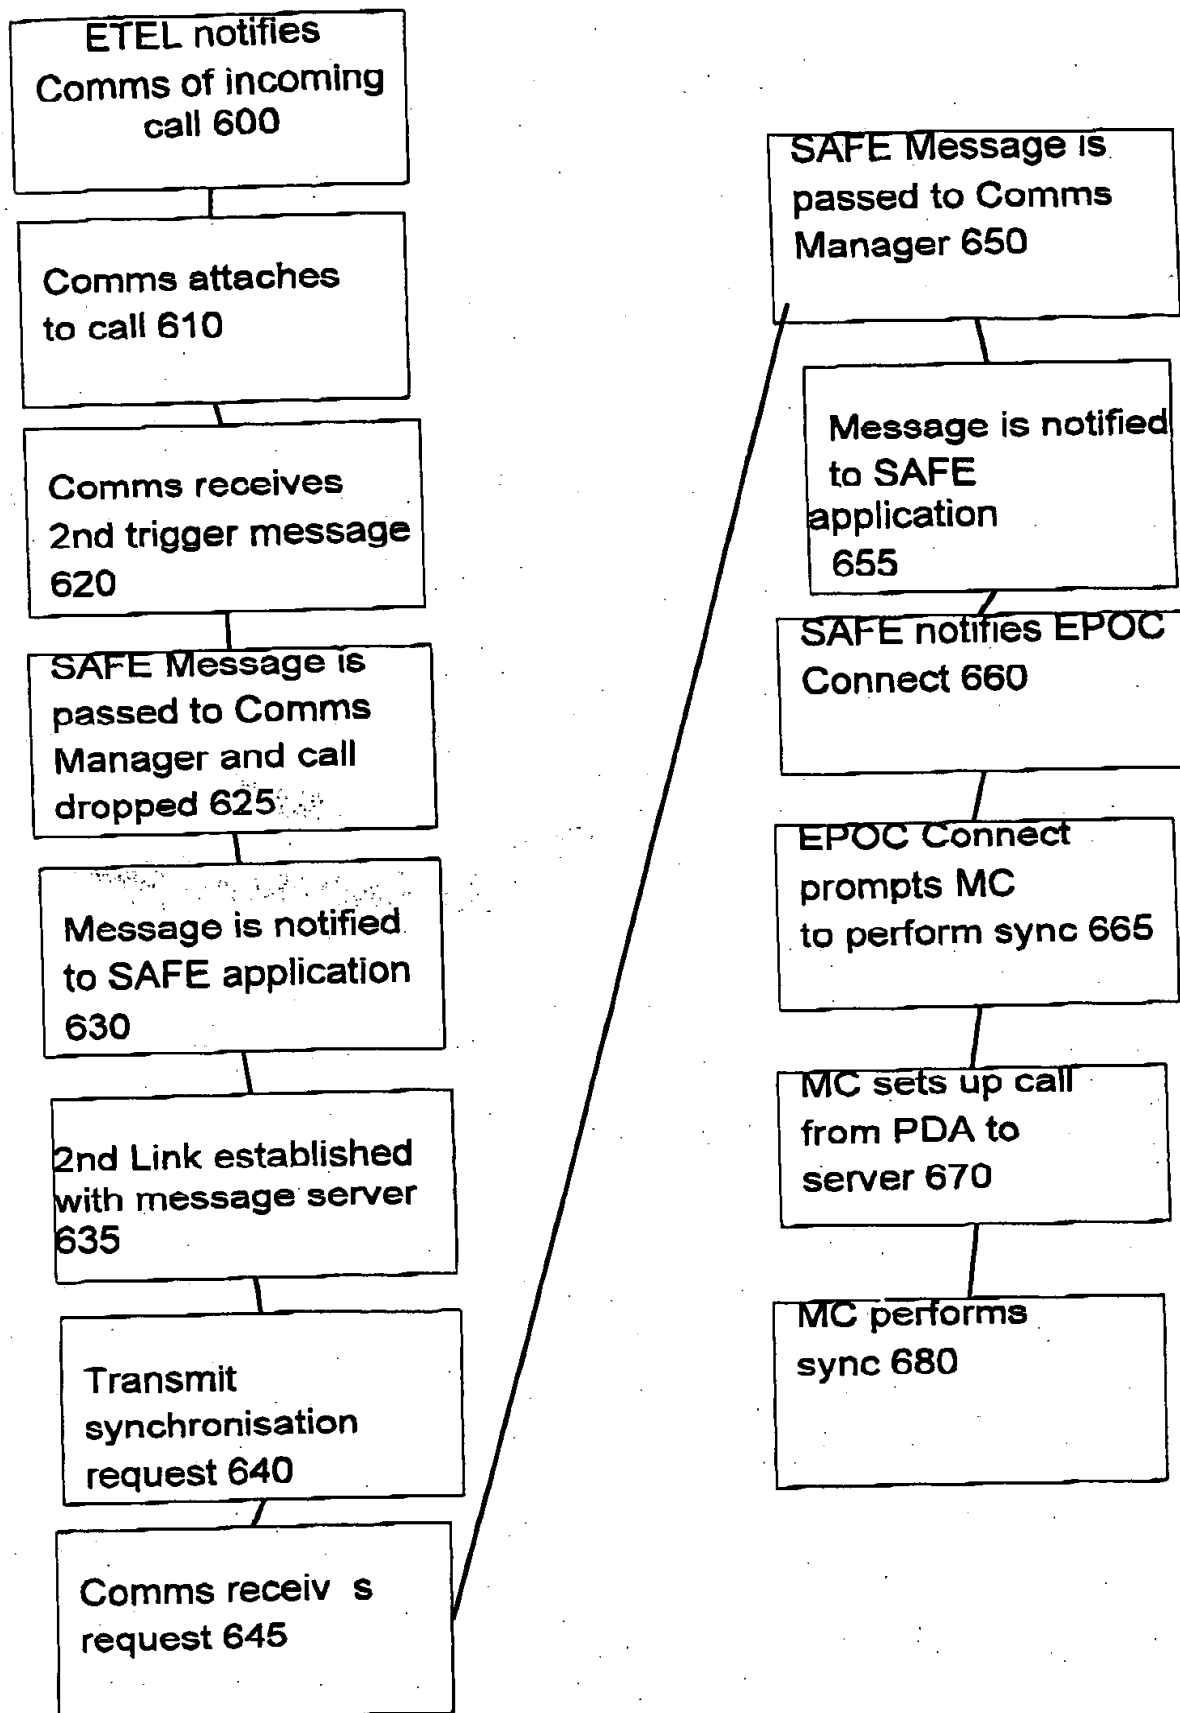 ETEL notifies
Comms of incoming
call 600
Comms attaches
to call 610
Comms receives
2nd trigger message
620
SAFE Message is
passed to Comms
Manager and call
dropped 625
Message is notified
to SAFE application
630
2nd Link established
with message server
635
Transmit
synchronisation
request 640
Comms receiv s
request 645
SAFE Message is
passed to Comms
Manager 650
Message is notified
to SAFE
application
655
SAFE notifies EPOC
Connect 660
EPOC Connect
prompts MC
to perform sync 665
MC sets up call
from PDA to
server 670
MC performs
sync 680